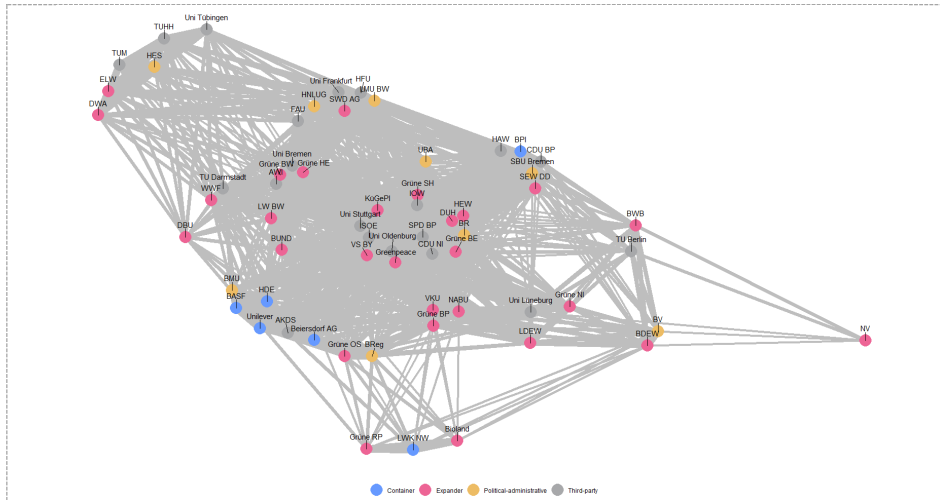 Uni Tübingen
TUHH
TUM
HES
ELW
DWA
Uni Frankfurt
HFU
HNLUG
SWD AG
LMU BW
FAU
HAW
BPI
CDU BP
UBA
SBU Bremen
SEW DD
Uni Bremen
Grüne BW
Grüne HE
AWI
TU Darmstadt
WWF
Grüne SH
IOW
KüGePl
LW BW
DUH
HEW
BR
BWB
Uni Stuttgart
ISOE
SPD BP
DBU
Uni Oldenburg
Grüne BE
TU Berlin
BUND
VS BY
Greenpeace
CDU NI
BMU
HDE
BASF
VKU
NABU
Uni Lüneburg
Grüne NI
Unilever
AKDS
Grüne BP
Beiersdorf AG
BV
LDEW
BDEW
NV
Grüne OS
BReg
Grüne RP
LWK NW
Bioland
Container
Expander
Political-administrative
Third-party